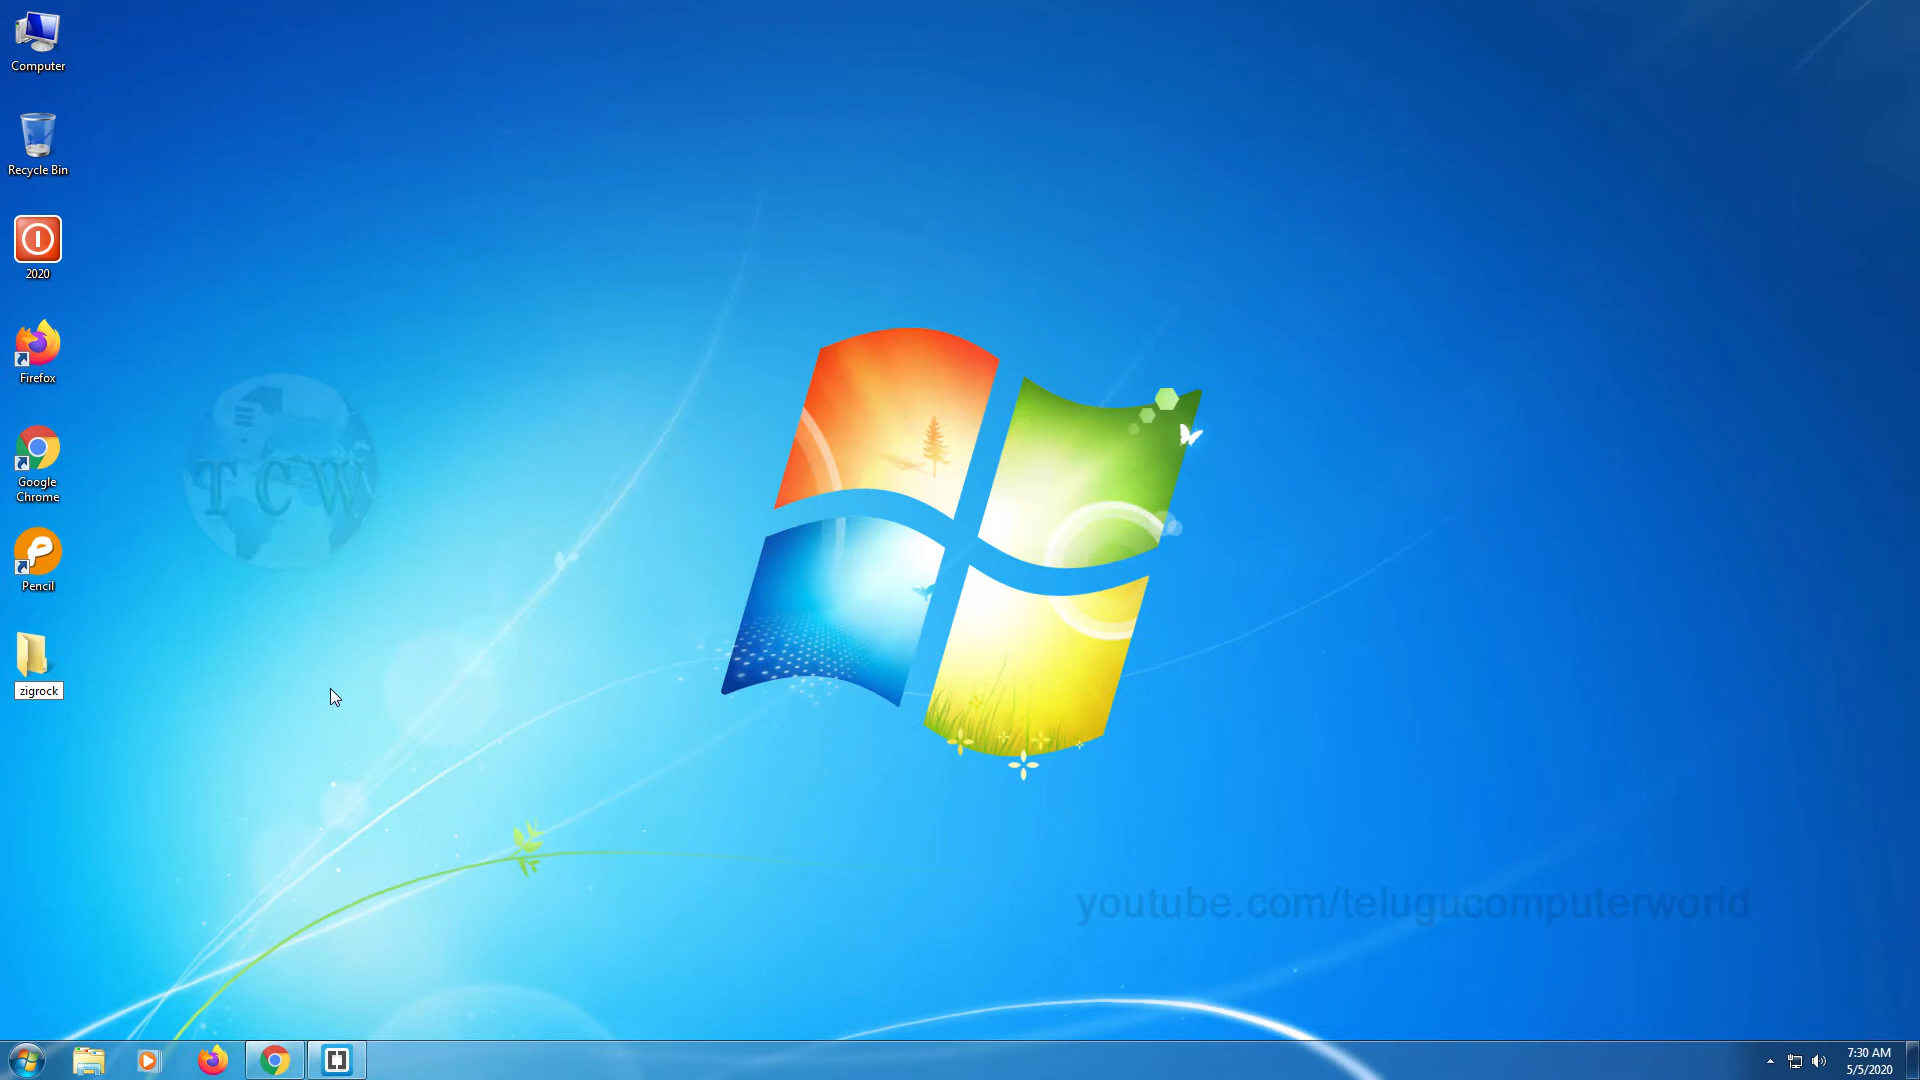 Computer
Recycle Bin
2020
Firefox
Google
Chrome
Pencil
zigrock
TCW
youtube.com/telugucomputerworld
7:30 AM
5/5/2020